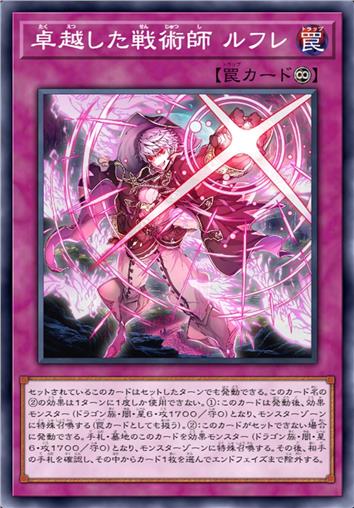 卓越した戦術師 ルフレ
罠
【罠カード∞】
セットされているこのカードはセットしたターンでも発動できる。このカード名の
②の効果は1ターンに1度しか使用できない。①:このカードは発動後、効果
モンスター(ドラゴン族・闇・星6・攻1700/守0)となり、モンスターゾーン
に特殊召喚する(罠カードとしても扱う)。②:このカードがセットでない場合
に発動できる。手札・墓地のこのカードを効果モンスター(ドラゴン族・闇・星
6・攻1700/守0)となり、モンスターゾーンに特殊召喚する。その後、相手
の手札を確認し、その中からカード1枚を選んでエンドフェイズまで除外する。